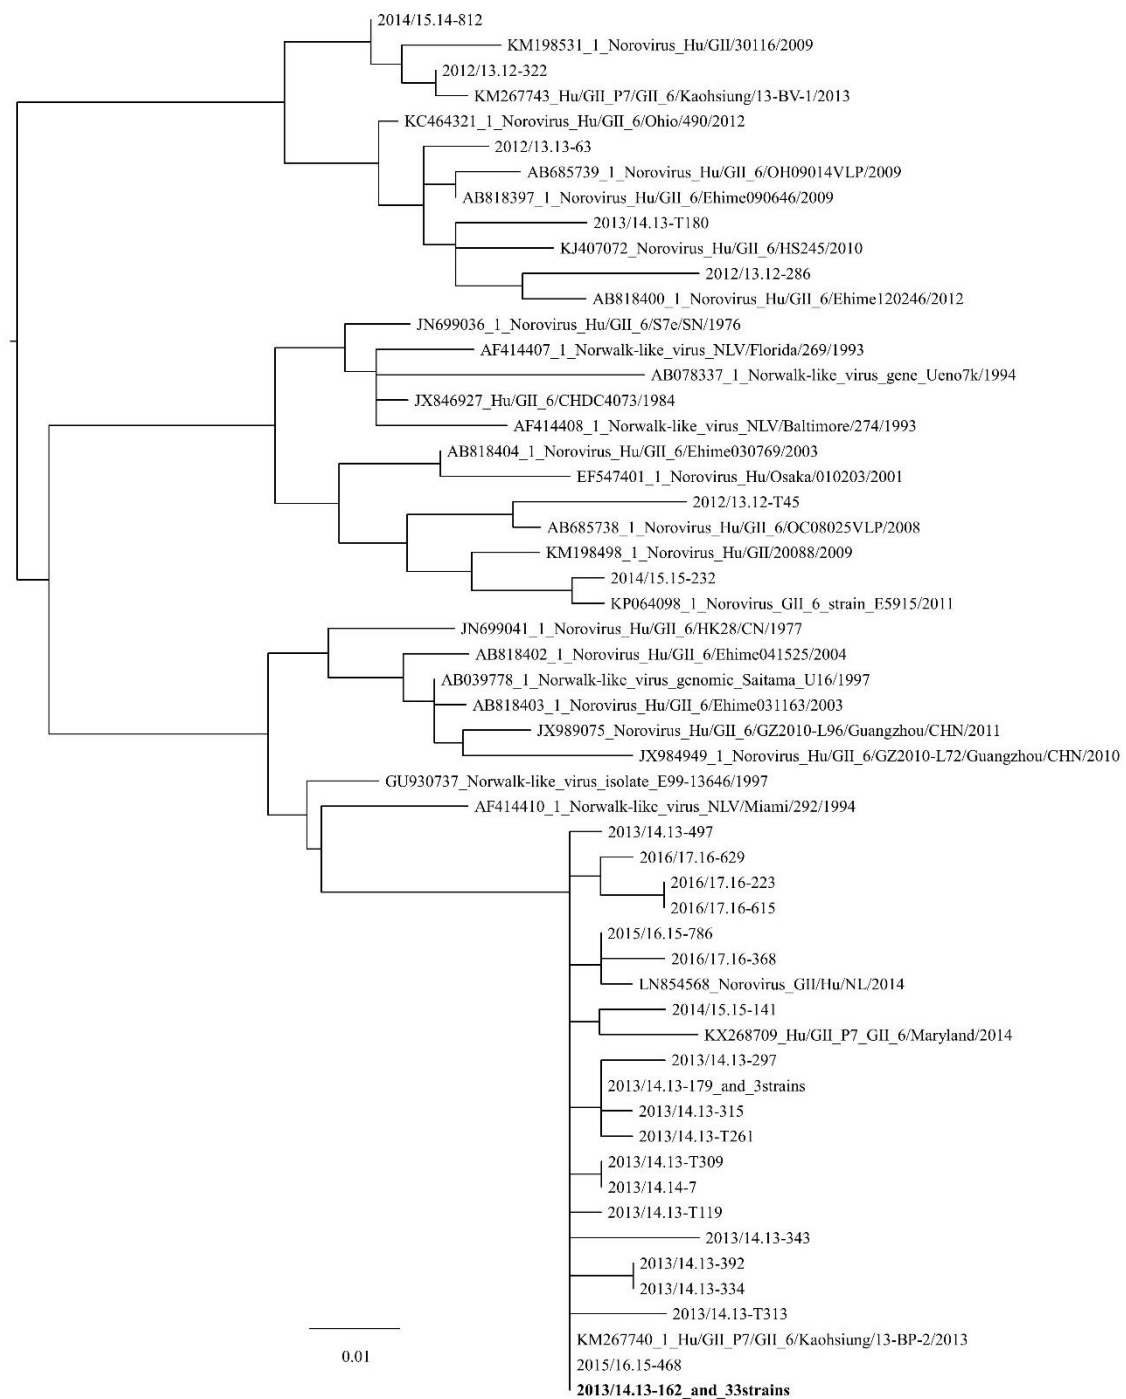 2014/15.14-812
KM198531_1_Norovirus_Hu/GII/30116/2009
2012/13.12-322
KM267743_Hu/GII_P7/GII_6/Kaohsiung/13-BV-1/2013
KC464321_1_Norovirus_Hu/GII_6/Ohio/490/2012
2012/13.13-63
AB685739_1_Norovirus_Hu/GII_6/OH09014VLP/2009
AB818397_1_Norovirus_Hu/GII_6/Ehime090646/2009
2013/14.13-T180
KJ407072_Norovirus_Hu/GII_6/HS245/2010
2012/13.12-286
AB818400_1_Norovirus_Hu/GII_6/Ehime120246/2012
JN699036_1_Norovirus_Hu/GII_6/S7e/SN/1976
AF414407_1_Norwalk-like_virus_NLV/Florida/269/1993
AB078337_1_Norwalk-like_virus_gene_Ueno7k/1994
JX846927_Hu/GII_6/CHDC4073/1984
AF414408_1_Norwalk-like_virus_NLV/Baltimore/274/1993
AB818404_1_Norovirus_Hu/GII_6/Ehime030769/2003
EF547401_1_Norovirus_Hu/Osaka/010203/2001
2012/13.12-T45
AB685738_1_Norovirus_Hu/GII_6/OC08025VLP/2008
KM198498_1_Norovirus_Hu/GII/20088/2009
2014/15.15-232
KP064098_1_Norovirus_GII_6_strain_E5915/2011
JN699041_1_Norovirus_Hu/GII_6/HK28/CN/1977
AB818402_1_Norovirus_Hu/GII_6/Ehime041525/2004
AB039778_1_Norwalk-like_virus_genomic_Saitama_U16/1997
AB818403_1_Norovirus_Hu/GII_6/Ehime031163/2003
JX989075_Norovirus_Hu/GII_6/GZ2010-L96/Guangzhou/CHN/2011
JX984949_1_Norovirus_Hu/GII_6/GZ2010-L72/Guangzhou/CHN/2010
GU930737_Norwalk-like_virus_isolate_E99-13646/1997
AF414410_1_Norwalk-like_virus_NLV/Miami/292/1994
2013/14.13-497
2016/17.16-629
2016/17.16-223
2016/17.16-615
2015/16.15-786
2016/17.16-368
LN854568_Norovirus_GII/Hu/NL/2014
2014/15.15-141
KX268709_Hu/GII_P7_GII_6/Maryland/2014
2013/14.13-297
2013/14.13-179_and_3strains
2013/14.13-315
2013/14.13-T261
2013/14.13-T309
2013/14.14-7
2013/14.13-T119
2013/14.13-343
2013/14.13-392
2013/14.13-334
2013/14.13-T313
KM267740_1_Hu/GII_P7/GII_6/Kaohsiung/13-BP-2/2013
2015/16.15-468
2013/14.13-162_and_33strains
0.01